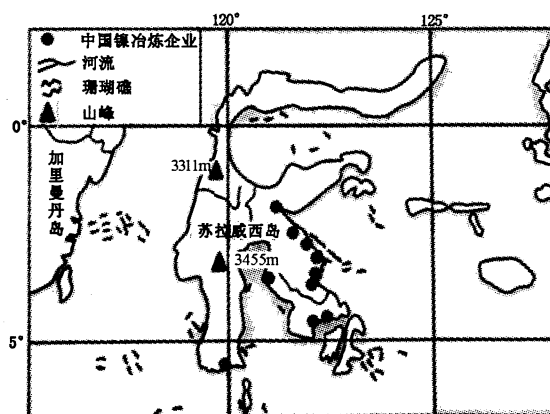 120°
125°
中国镍冶炼企业
河流
珊瑚礁
山峰
0°
加里曼丹岛
3311m
苏拉威西岛
3455m
5°